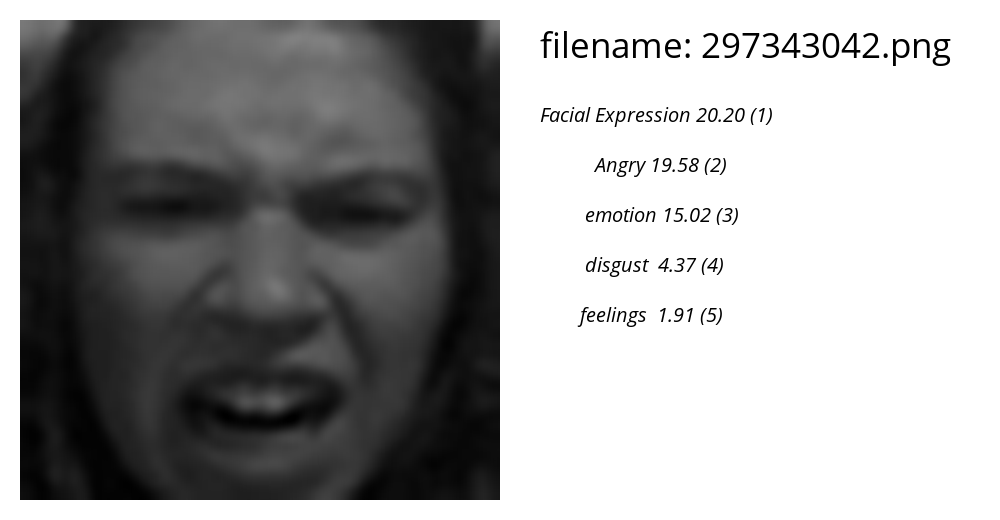 filename: 297343042.png
Facial Expression 20.20 (1)
Angry 19.58 (2)
emotion 15.02 (3)
disgust 4.37 (4)
feelings 1.91 (5)